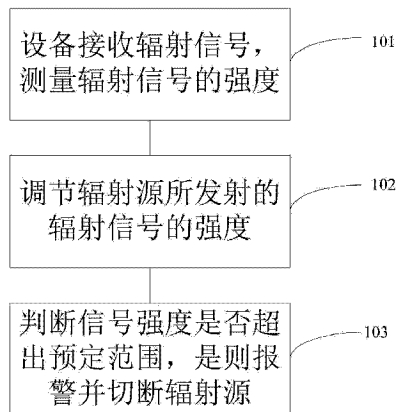 设备接收辐射信号，
测量辐射信号的强度
101
调节辐射源所发射的
辐射信号的强度
102
判断信号强度是否超
出预定范围，是则报
警并切断辐射源
103